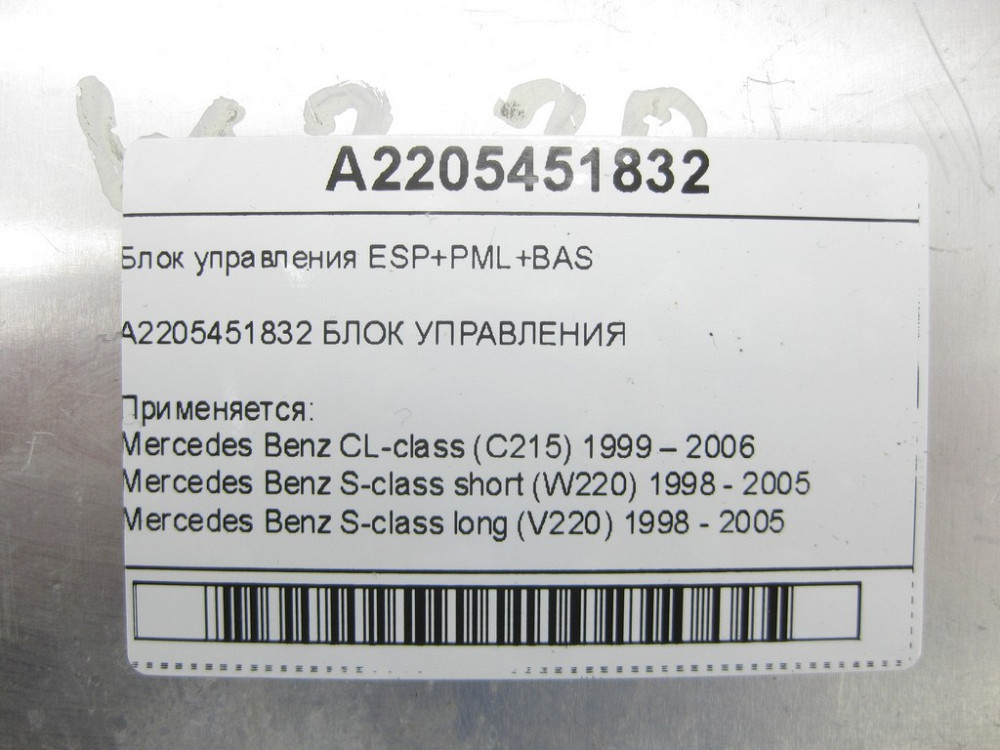 A2205451832
Блок управления ESP+PML+BAS
A2205451832 БЛОК УПРАВЛЕНИЯ
Применяется:
Mercedes Benz CL-class (C215) 1999 – 2006
Mercedes Benz S-class short (W220) 1998 - 2005
Mercedes Benz S-class long (V220) 1998 - 2005